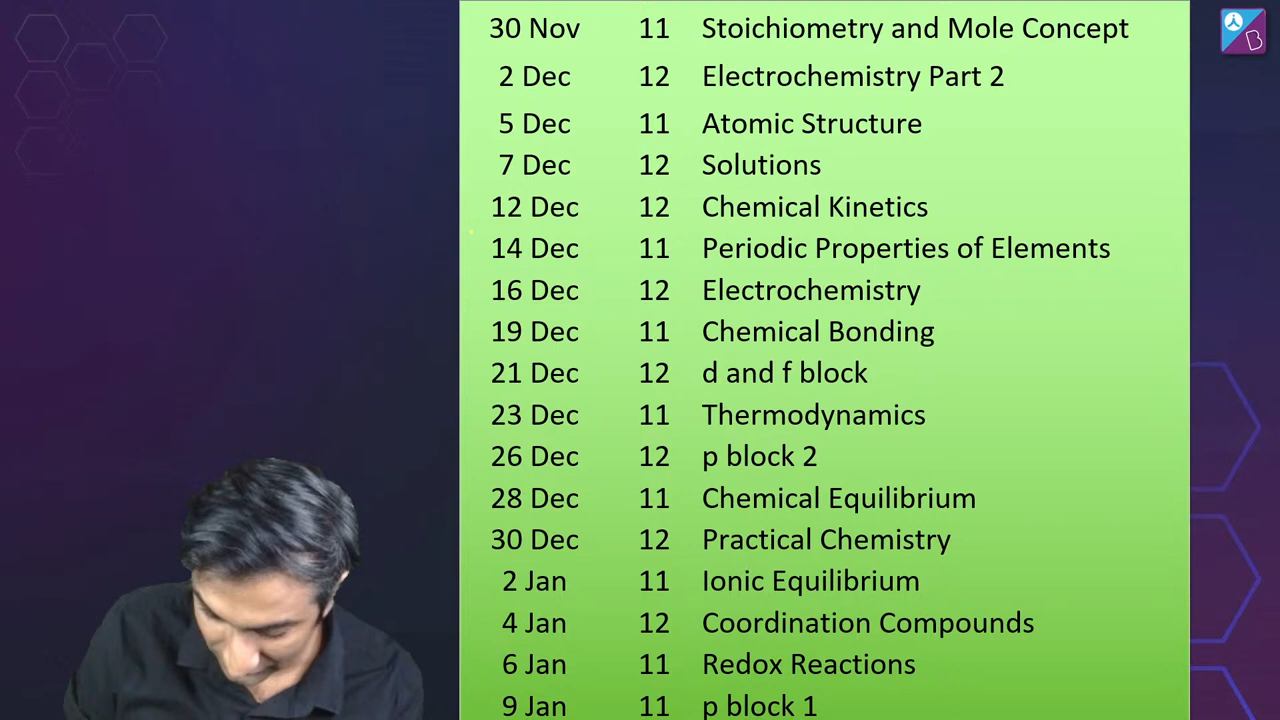 30 Nov 11 Stoichiometry and Mole Concept
2 Dec 12 Electrochemistry Part 2
5 Dec 11 Atomic Structure
7 Dec 12 Solutions
12 Dec 12 Chemical Kinetics
14 Dec 11 Periodic Properties of Elements
16 Dec 12 Electrochemistry
19 Dec 11 Chemical Bonding
21 Dec 12 d and f block
23 Dec 11 Thermodynamics
26 Dec 12 p block 2
28 Dec 11 Chemical Equilibrium
30 Dec 12 Practical Chemistry
2 Jan 11 Ionic Equilibrium
4 Jan 12 Coordination Compounds
6 Jan 11 Redox Reactions
9 Jan 11 p block 1
B